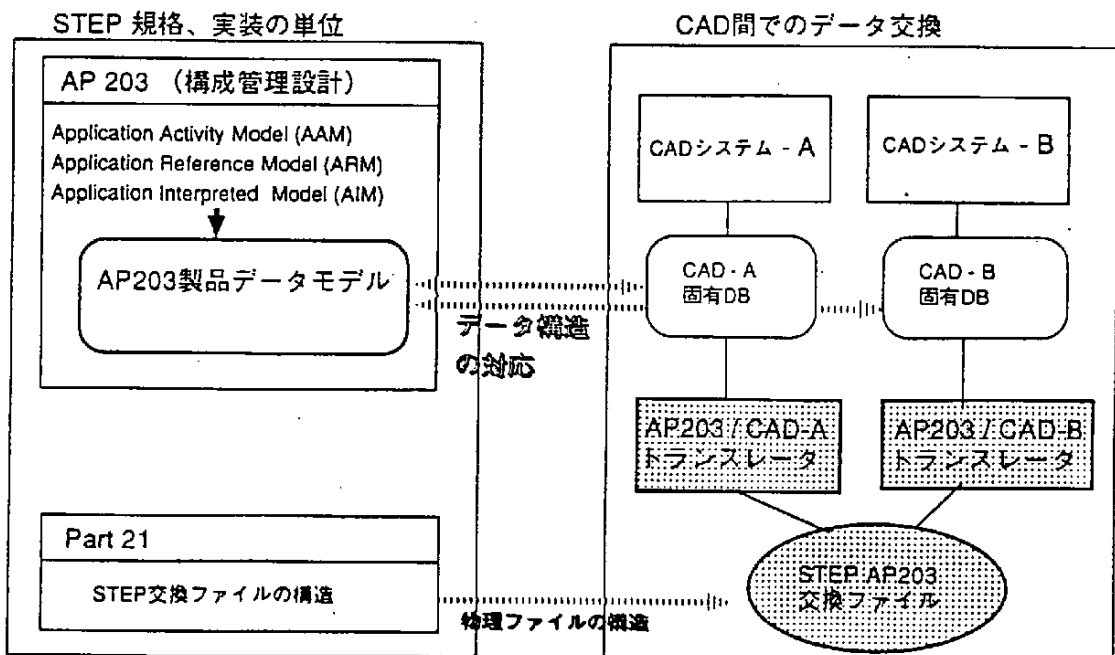 STEP 規格、実装の単位
AP 203 （構成管理設計）
Application Activity Model (AAM)
Application Reference Model (ARM)
Application Interpreted Model (AIM)
AP203製品データモデル
データ構造
の対応
Part 21
STEP交換ファイルの構造
物理ファイルの構造
CAD間でのデータ交換
CADシステム - A
CADシステム - B
CAD - A
固有DB
CAD - B
固有DB
AP203 / CAD-A
トランスレータ
AP203 / CAD-B
トランスレータ
STEP AP203
交換ファイル